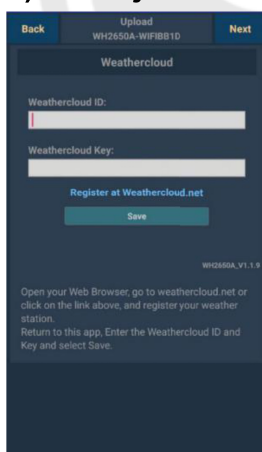 Back
Upload
WH2650A-WIFIBB1D
Next
Weathercloud
Weathercloud ID:
Weathercloud Key:
Register at Weathercloud.net
Save
WH2650A_V1.1.9
Open your Web Browser, go to weathercloud.net or
click on the link above, and register your weather
station.
Return to this app, Enter the Weathercloud ID and
Key and select Save.